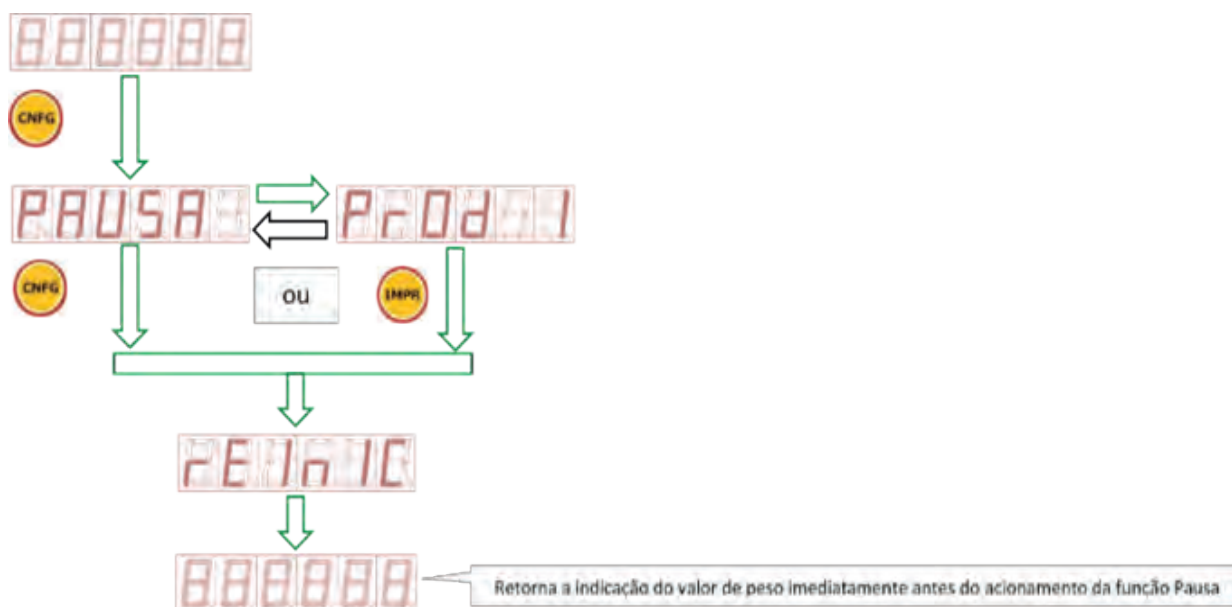 888888
CNFG
PAUSA
Prod 1
CNFG
ou
IMPR
rEInIC
888888
Retorna a indicação do valor de peso imediatamente antes do acionamento da função Pausa